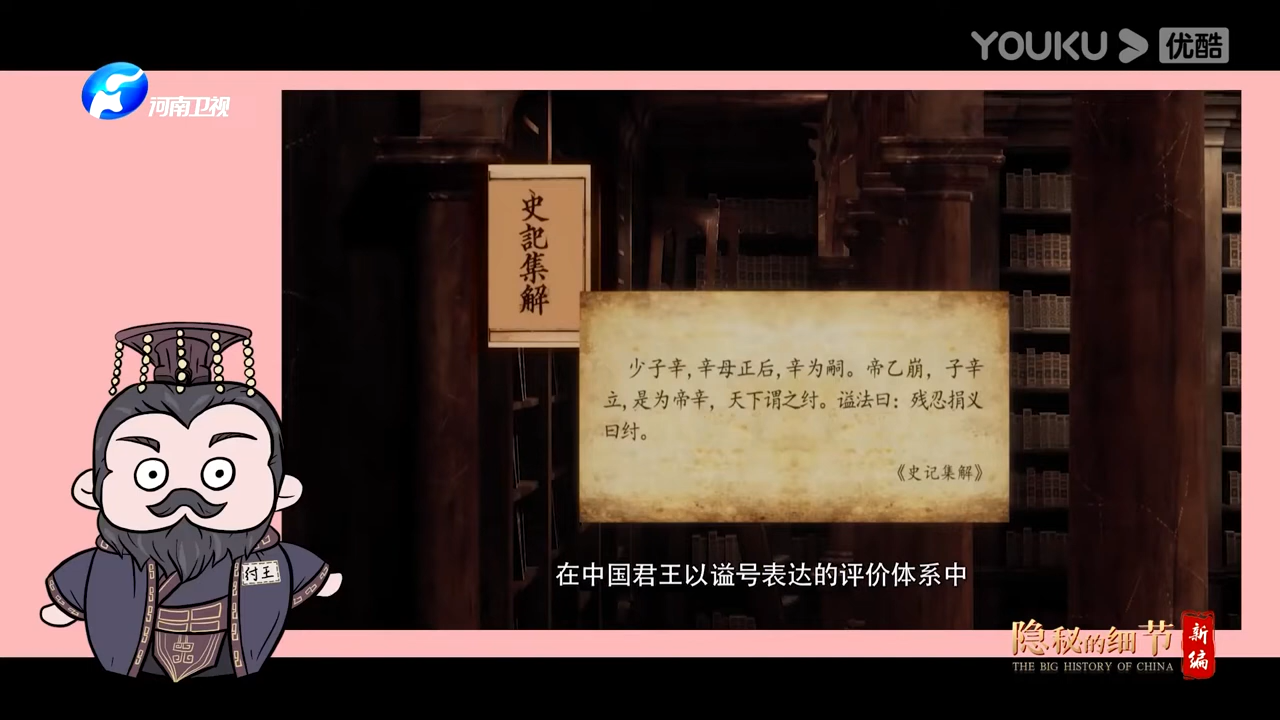 YOUKU 优酷
河南卫视
史記集解
少子辛,辛母正后,辛为嗣。帝乙崩,子辛
立,是为帝辛,天下谓之纣。谥法曰:残忍捐义
曰纣。
《史记集解》
纣王
在中国君王以谥号表达的评价体系中
隐秘的细节
新编
THE BIG HISTORY OF CHINA